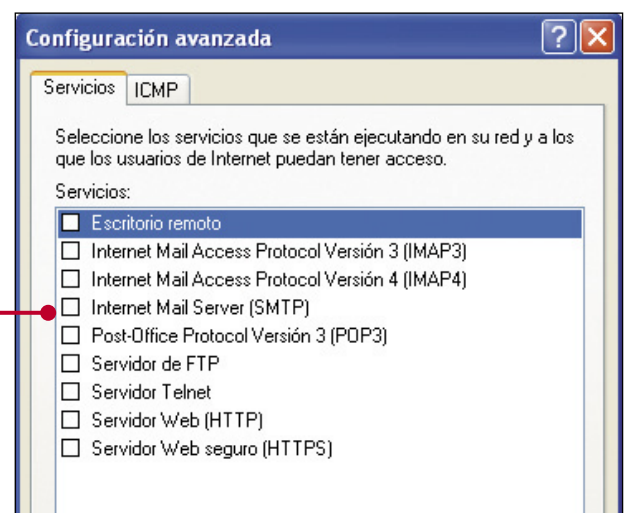 Configuración avanzada
Servicios
ICMP
Seleccione los servicios que se están ejecutando en su red y a los
que los usuarios de Internet puedan tener acceso.
Servicios:
Escritorio remoto
Internet Mail Access Protocol Versión 3 (IMAP3)
Internet Mail Access Protocol Versión 4 (IMAP4)
Internet Mail Server (SMTP)
Post-Office Protocol Versión 3 (POP3)
Servidor de FTP
Servidor Telnet
Servidor Web (HTTP)
Servidor Web seguro (HTTPS)